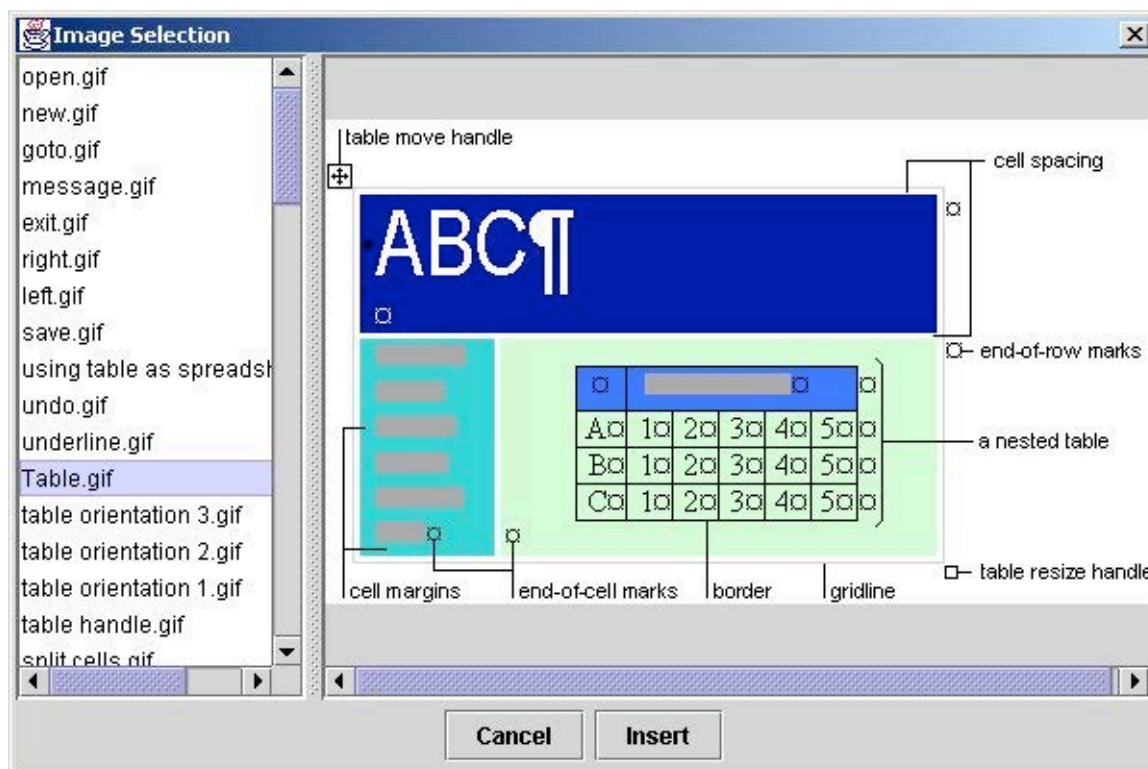 Image Selection
open.gif
new.gif
goto.gif
message.gif
exit.gif
right.gif
left.gif
save.gif
using table as spreadsh
undo.gif
underline.gif
Table.gif
table orientation 3.gif
table orientation 2.gif
table orientation 1.gif
table handle.gif
split cells.gif
table move handle
cell spacing
¤
ABC¶
¤
end-of-row marks
¤
¤ ¤ ¤
A¤ 1¤ 2¤ 3¤ 4¤ 5¤ ¤
B¤ 1¤ 2¤ 3¤ 4¤ 5¤ ¤
C¤ 1¤ 2¤ 3¤ 4¤ 5¤ ¤
a nested table
¤ ¤
table resize handle
cell margins
end-of-cell marks
border
gridline
Cancel
Insert